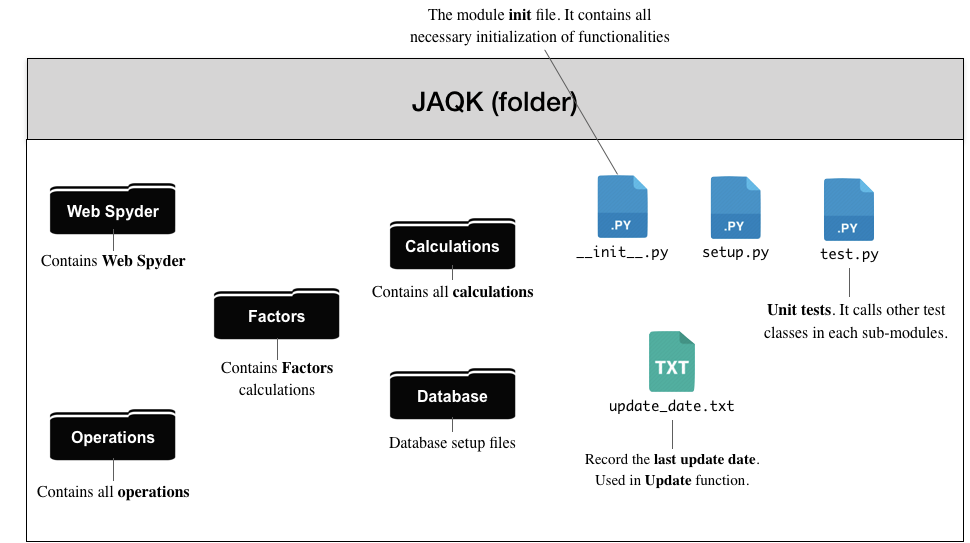 The module init file. It contains all
necessary initialization of functionalities
JAQK (folder)
Web Spyder
Contains Web Spyder
Factors
Contains Factors
calculations
Operations
Contains all operations
Calculations
Contains all calculations
Database
Database setup files
.PY
__init__.py
.PY
setup.py
.PY
test.py
Unit tests. It calls other test
classes in each sub-modules.
TXT
update_date.txt
Record the last update date.
Used in Update function.